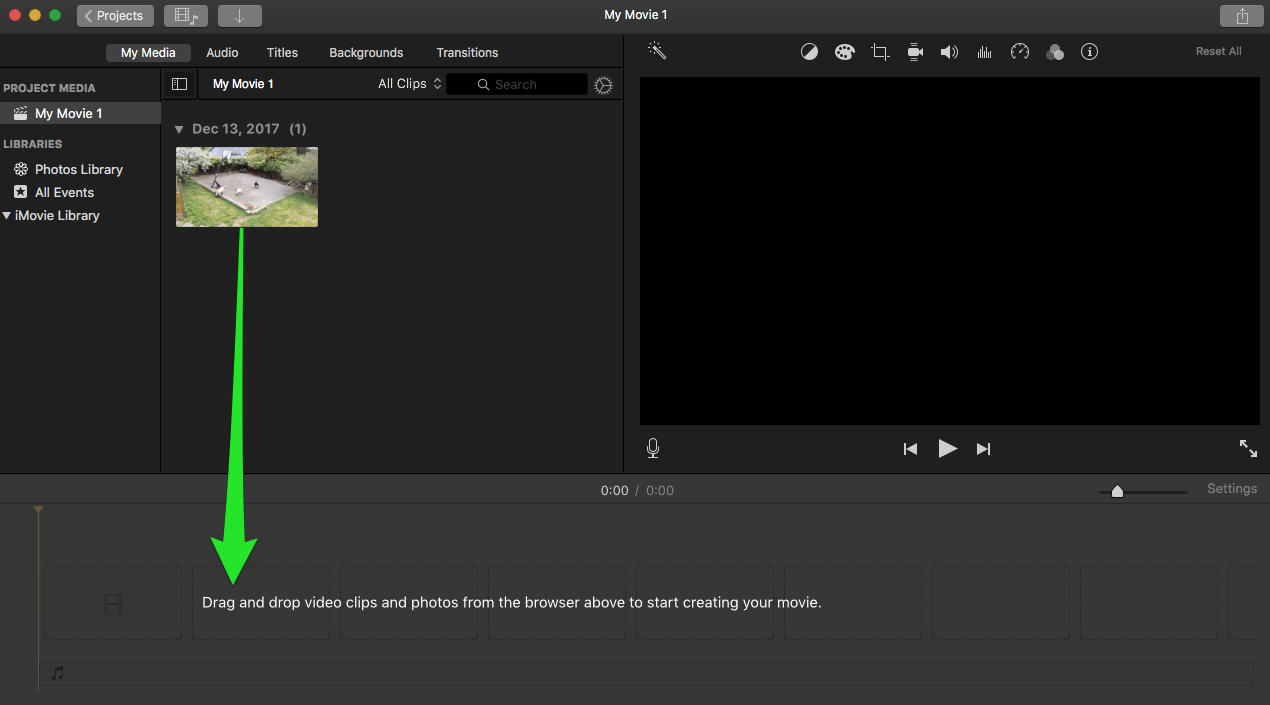 Projects
My Movie 1
My Media Audio Titles Backgrounds Transitions
Reset All
PROJECT MEDIA
My Movie 1
LIBRARIES
Photos Library
All Events
iMovie Library
My Movie 1 All Clips Search
Dec 13, 2017 (1)
0:00 / 0:00
Settings
Drag and drop video clips and photos from the browser above to start creating your movie.